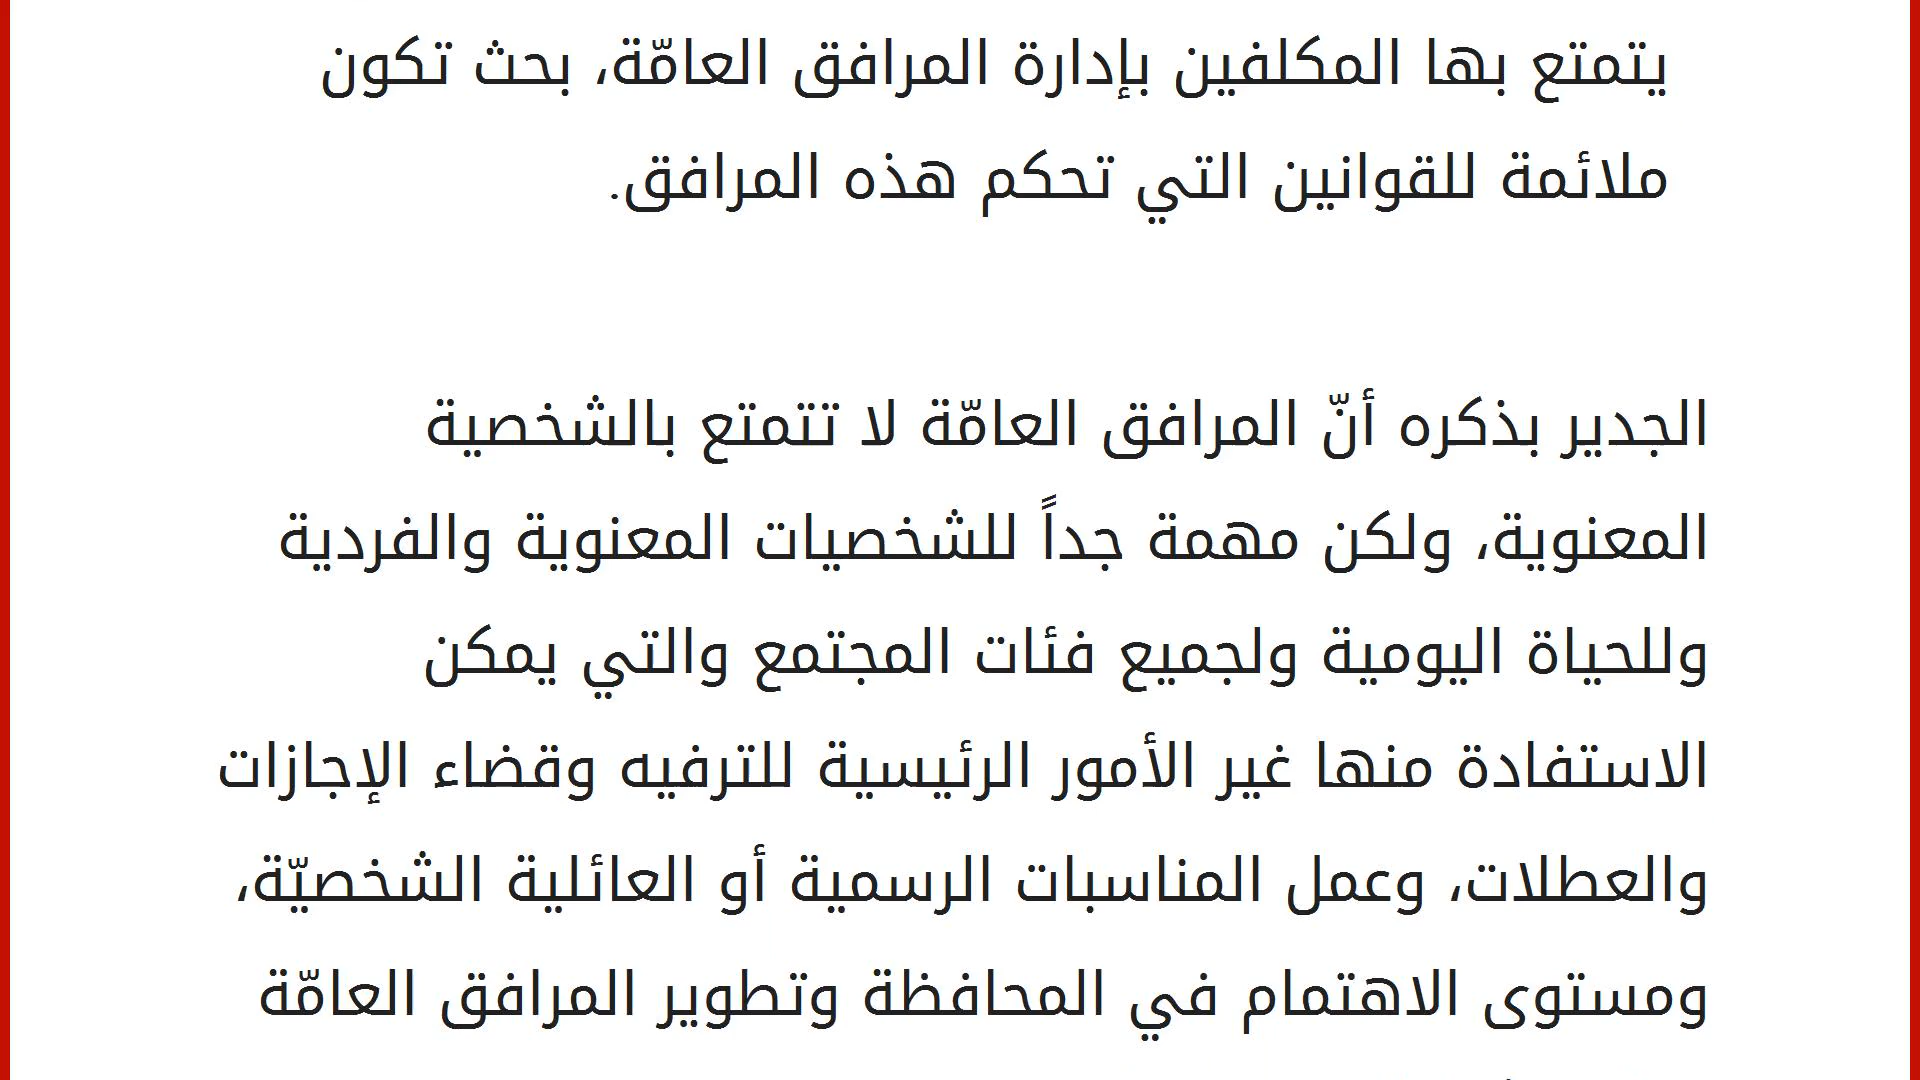 يتمتع بها المكلفين بإدارة المرافق العامّة، بحث تكون
ملائمة للقوانين التي تحكم هذه المرافق.
الجدير بذكره أنّ المرافق العامّة لا تتمتع بالشخصية
المعنوية، ولكن مهمة جداً للشخصيات المعنوية والفردية
وللحياة اليومية ولجميع فئات المجتمع والتي يمكن
الاستفادة منها غير الأمور الرئيسية للترفيه وقضاء الإجازات
والعطلات، وعمل المناسبات الرسمية أو العائلية الشخصيّة،
ومستوى الاهتمام في المحافظة وتطوير المرافق العامّة